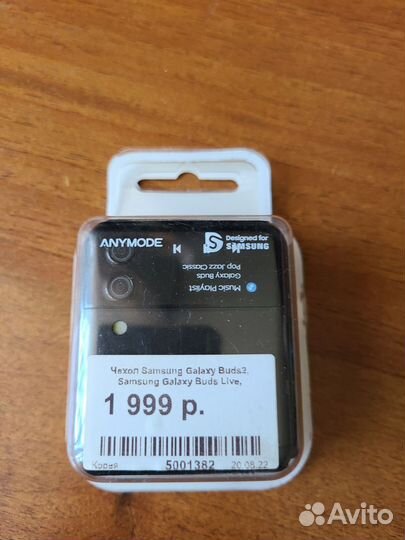 ANYMODE
Designed for
SAMSUNG
Pop Jazz Classic
Galaxy Buds
Music Playlist
Чехол Samsung Galaxy Buds2,
Samsung Galaxy Buds Live,
1 999 р.
Корея 5001382 20.08.22
Avito